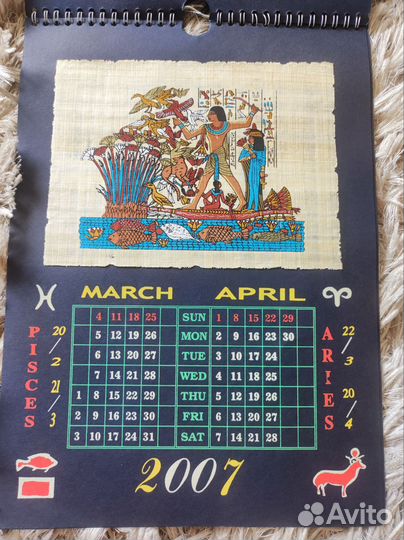 MARCH APRIL
4 11 18 25 SUN 1 8 15 22 29
5 12 19 26 MON 2 9 16 23 30
6 13 20 27 TUE 3 10 17 24
7 14 21 28 WED 4 11 18 25
1 8 15 22 29 THU 5 12 19 26
2 9 16 23 30 FRI 6 13 20 27
3 10 17 24 31 SAT 7 14 21 28
PISCES
20/2
21/3
ARIES
22/3
20/4
2007
Avito